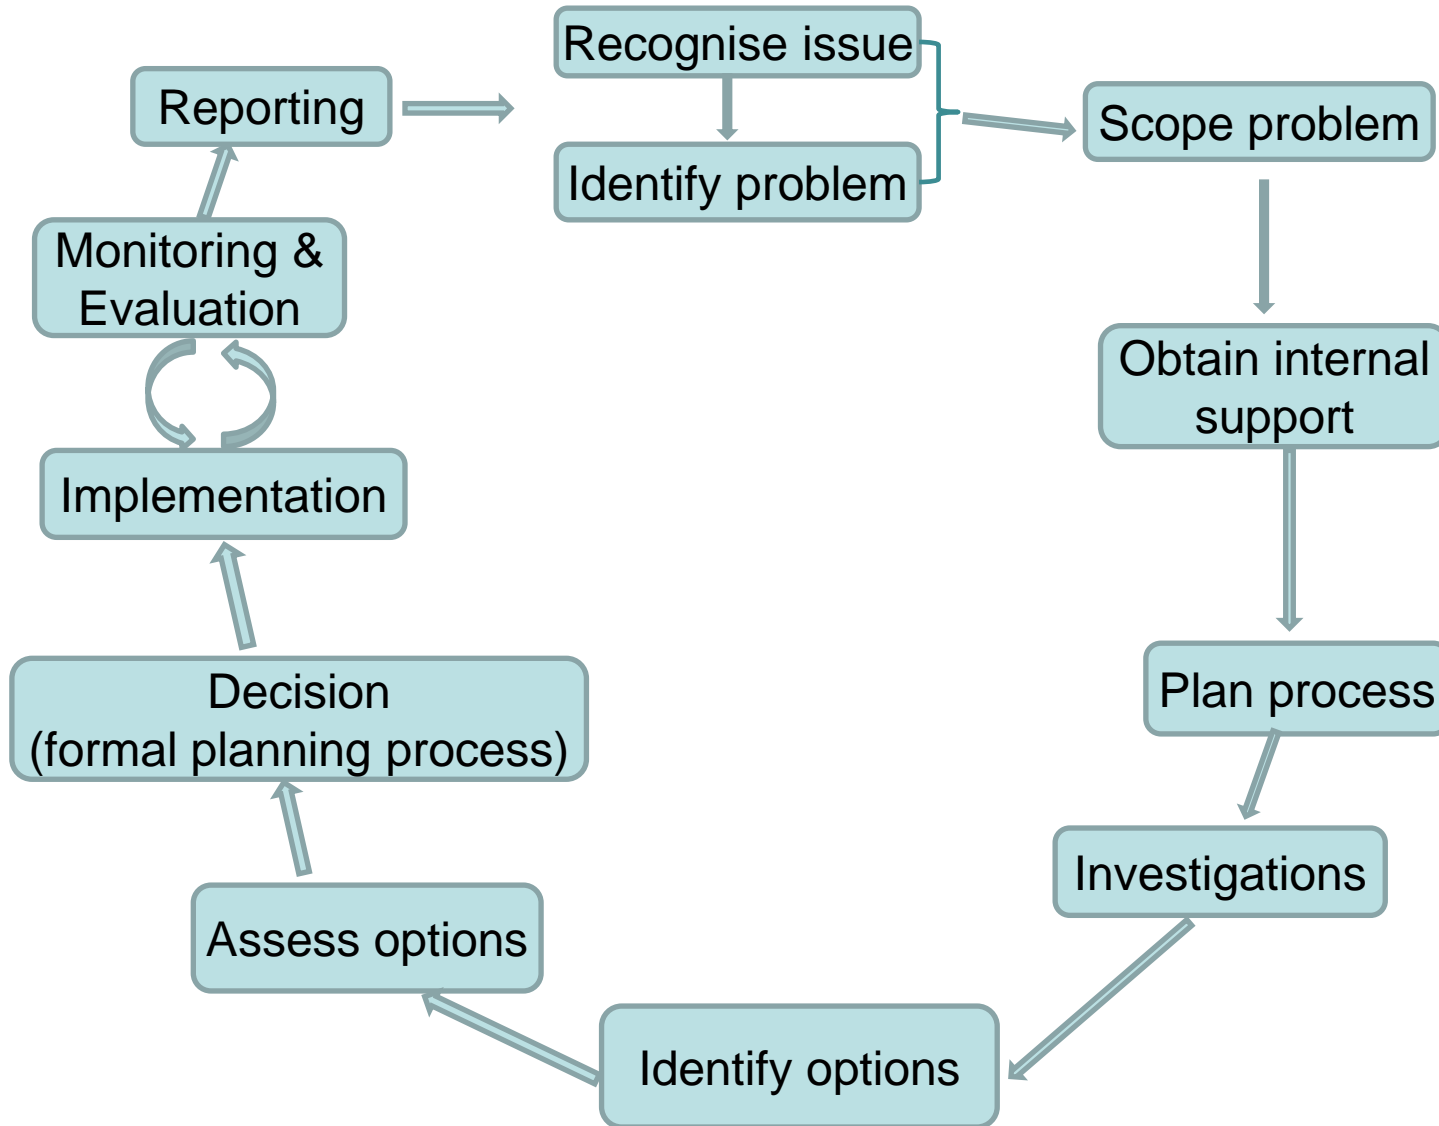 Recognise issue
Identify problem
Scope problem
Obtain internal
support
Plan process
Investigations
Identify options
Assess options
Decision
(formal planning process)
Implementation
Monitoring &
Evaluation
Reporting